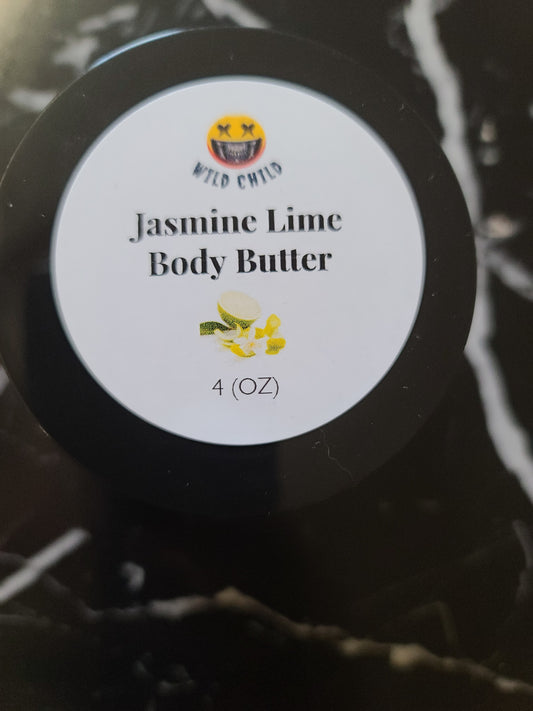 WILD CHILD
Jasmine Lime
Body Butter
4 (OZ)